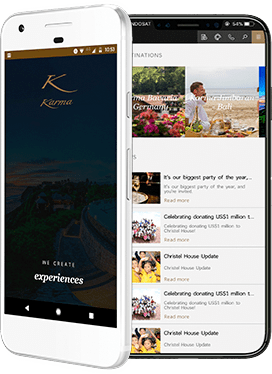 10:53
K
Karma
WE CREATE
experiences
INDOSAT
54%
INATIONS
Karma Jimbaran
Germany
Bali
It's our biggest party of the year,...
It's our biggest party of the year, and you're invited
Read more
Celebrating donating US$1 million t...
Celebrating donating US$1 million to Christel House!
Read more
Christel House Update
Christel House Update
Read more
Celebrating donating US$1 million t...
Celebrating donating US$1 million to Christel House!
Read more
Christel House Update
Christel House Update
Read more